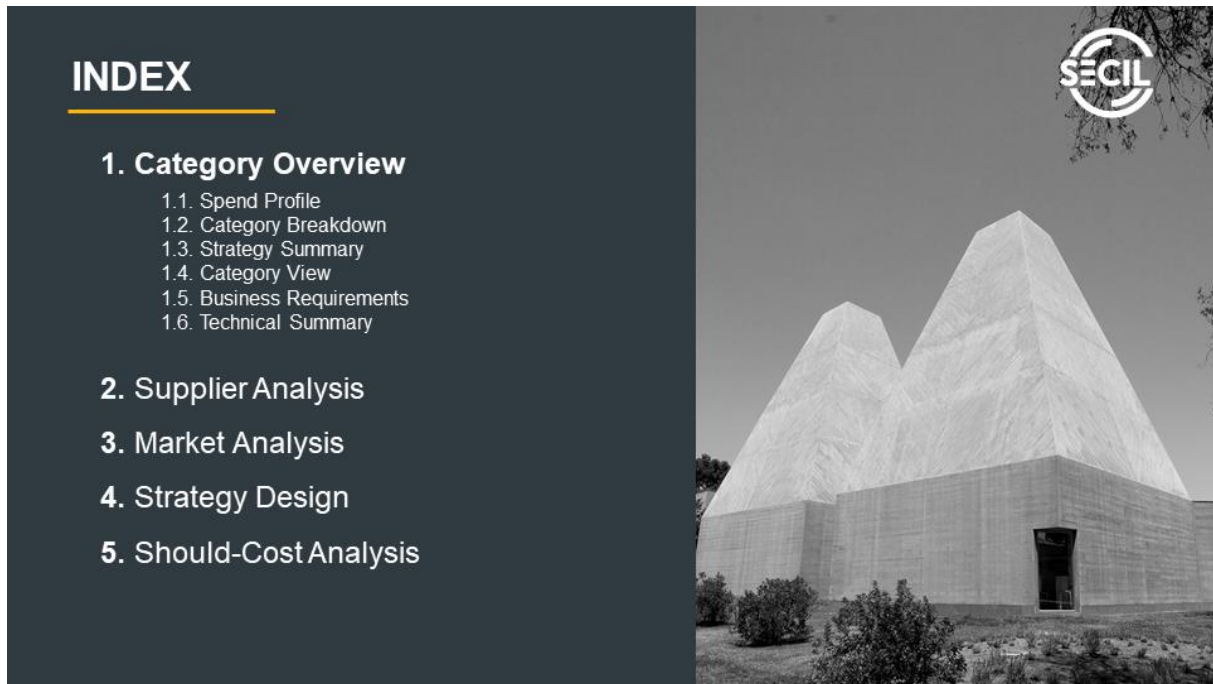 INDEX
1. Category Overview
1.1. Spend Profile
1.2. Category Breakdown
1.3. Strategy Summary
1.4. Category View
1.5. Business Requirements
1.6. Technical Summary
2. Supplier Analysis
3. Market Analysis
4. Strategy Design
5. Should-Cost Analysis
SECIL